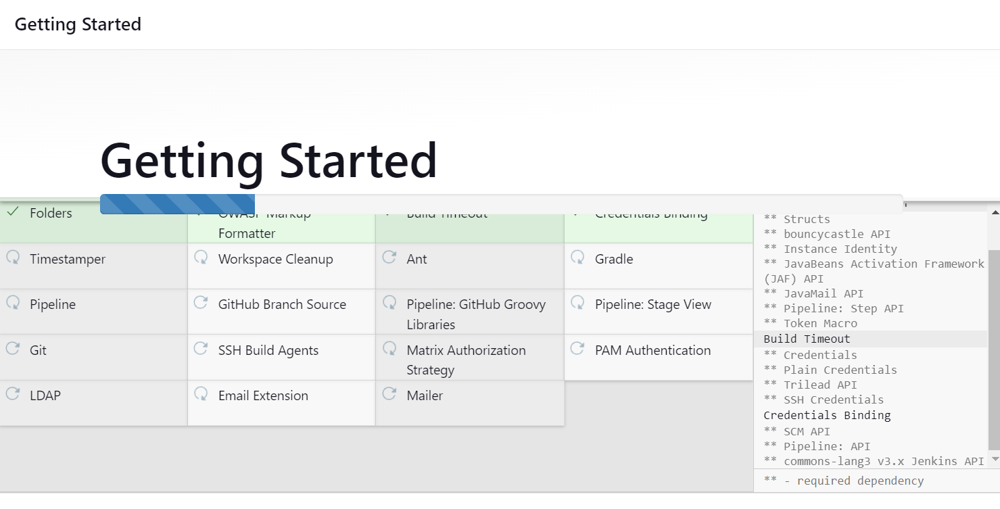 Getting Started
Getting Started
Folders
OWASP Markup
Formatter
Build Timeout
Credentials Binding
Timestamper
Workspace Cleanup
Ant
Gradle
Pipeline
GitHub Branch Source
Pipeline: GitHub Groovy
Libraries
Pipeline: Stage View
Git
SSH Build Agents
Matrix Authorization
Strategy
PAM Authentication
LDAP
Email Extension
Mailer
** Structs
** bouncycastle API
** Instance Identity
** JavaBeans Activation Framework
(JAF) API
** JavaMail API
** Pipeline: Step API
** Token Macro
Build Timeout
** Credentials
** Plain Credentials
** Trilead API
** SSH Credentials
Credentials Binding
** SCM API
** Pipeline: API
** commons-lang3 v3.x Jenkins API
** - required dependency